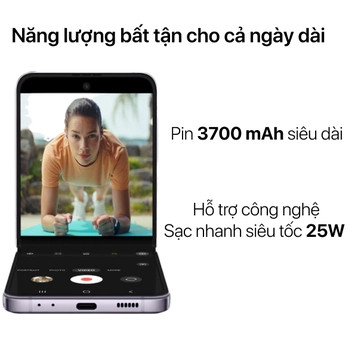 Năng lượng bất tận cho cả ngày dài
Pin 3700 mAh siêu dài
Hỗ trợ công nghệ
Sạc nhanh siêu tốc 25W